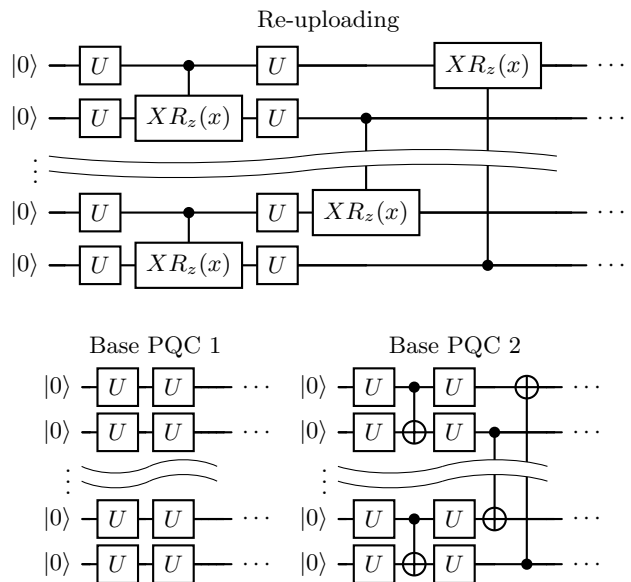 Re-uploading
|0⟩ U U XR_z(x) ⋯
|0⟩ U XR_z(x) U ⋯
⋮
|0⟩ U U XR_z(x) ⋯
|0⟩ U XR_z(x) U ⋯
Base PQC 1
|0⟩ U U ⋯
|0⟩ U U ⋯
⋮
|0⟩ U U ⋯
|0⟩ U U ⋯
Base PQC 2
|0⟩ U U ⋯
|0⟩ U U ⋯
⋮
|0⟩ U U ⋯
|0⟩ U U ⋯